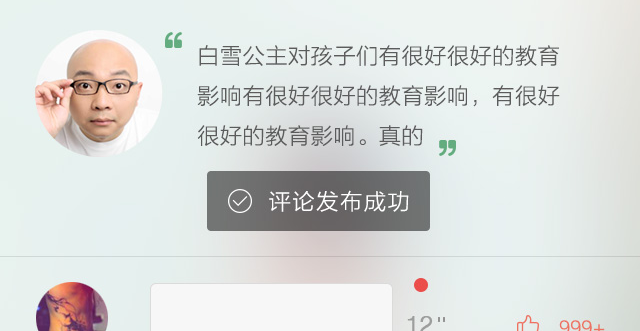 “白雪公主对孩子们有很好很好的教育
影响有很好很好的教育影响，有很好
很好的教育影响。真的”
评论发布成功
12"
999+